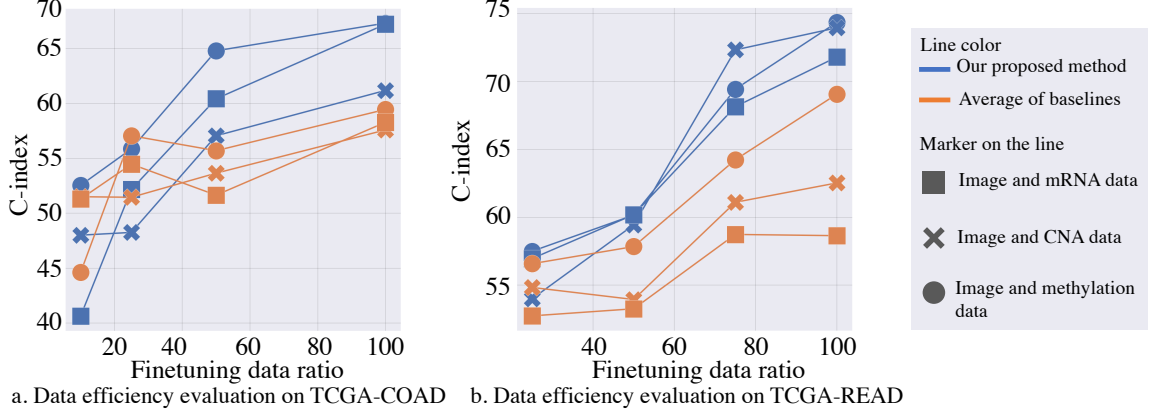 70
65
60
55
50
45
40
C-index
20
40
60
80
100
Finetuning data ratio
a. Data efficiency evaluation on TCGA-COAD
75
70
65
60
55
C-index
40
60
80
100
Finetuning data ratio
b. Data efficiency evaluation on TCGA-READ
Line color
Our proposed method
Average of baselines
Marker on the line
Image and mRNA data
Image and CNA data
Image and methylation
data